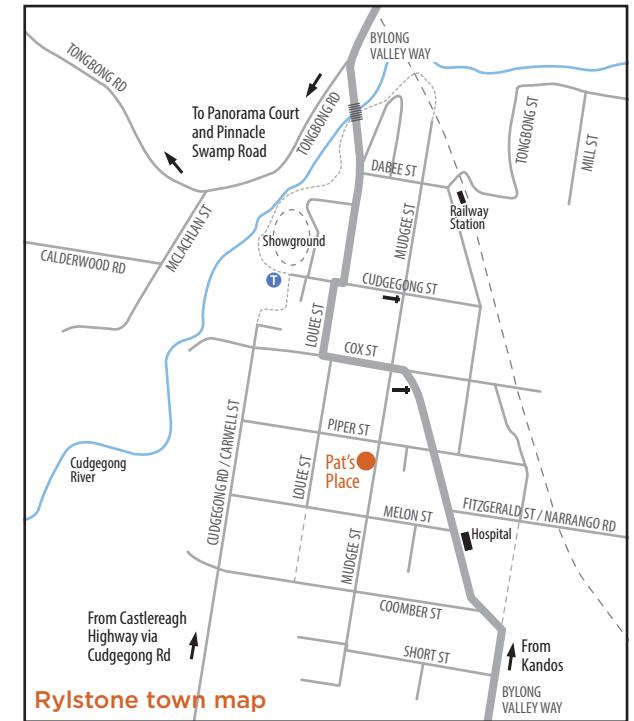 BYLONG
VALLEY WAY
TONGBONG RD
To Panorama Court
and Pinnacle
Swamp Road
TONGBONG RD
TONGBONG ST
MILL ST
DABEE ST
MCLACHLAN ST
MUDGEE ST
Railway
Station
Showground
CALDERWOOD RD
T
CUDGEGONG ST
LOUEE ST
COX ST
CUDGEGONG RD / CARWELL ST
PIPER ST
Pat's
Place
Cudgegong
River
LOUEE ST
MELON ST
FITZGERALD ST / NARRANGO RD
Hospital
MUDGEE ST
COOMBER ST
From Castlereagh
Highway via
Cudgegong Rd
SHORT ST
From
Kandos
BYLONG
VALLEY WAY
Rylstone town map